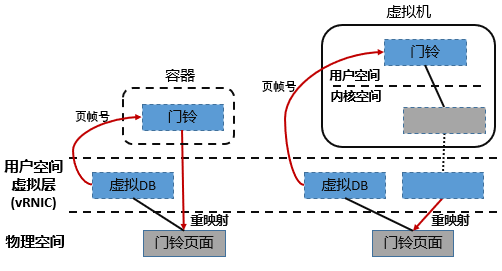 虚拟机
容器
门铃
页帧号
用户空间
内核空间
页帧号
门铃
用户空间
虚拟层
(vRNIC)
虚拟DB
虚拟DB
重映射
重映射
物理空间
门铃页面
门铃页面